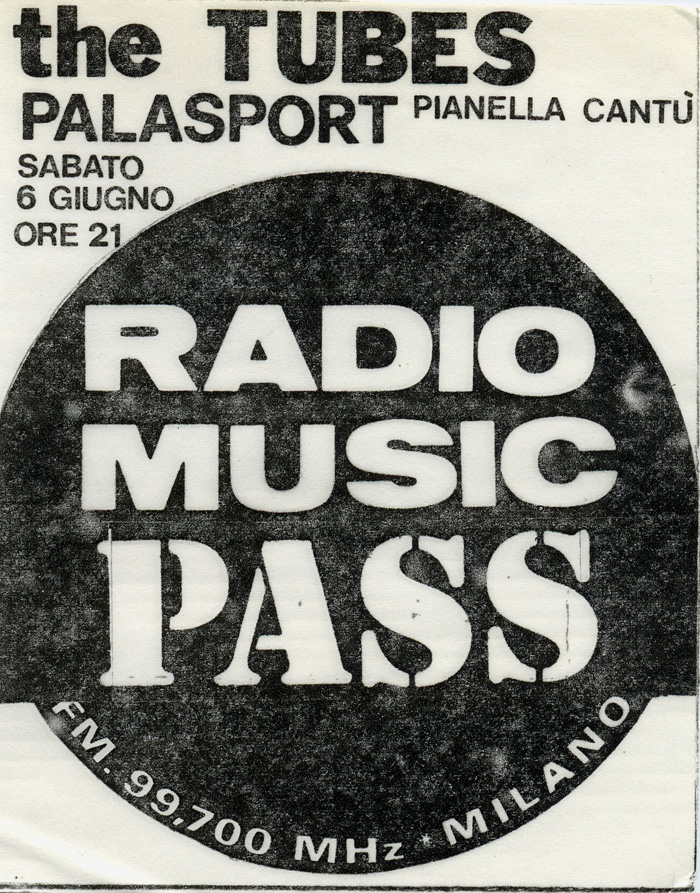 the TUBES
PALASPORT PIANELLA CANTÙ
SABATO
6 GIUGNO
ORE 21
RADIO
MUSIC
PASS
FM. 99,700 MHz * MILANO